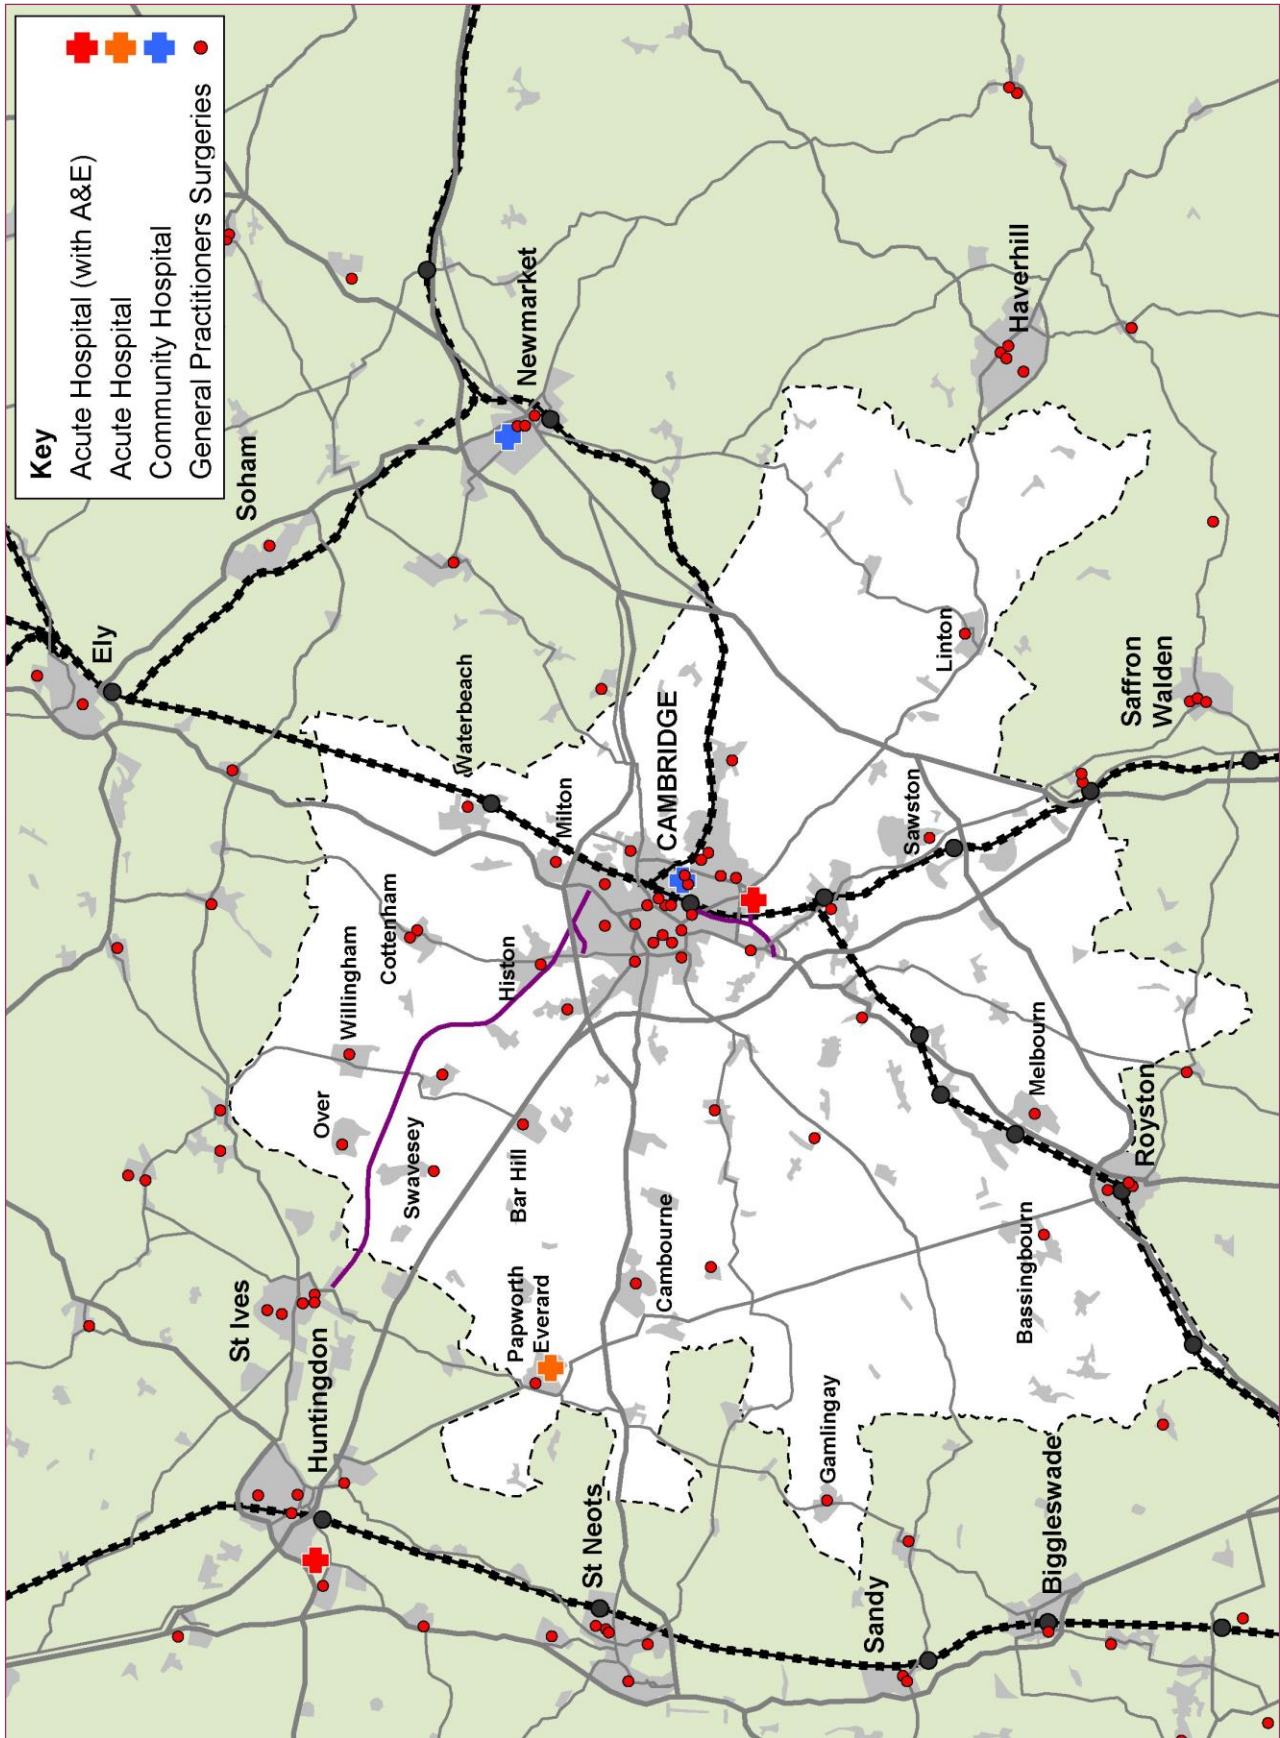 Key
Acute Hospital (with A&E)
Acute Hospital
Community Hospital
General Practitioners Surgeries
Ely
Soham
Newmarket
Haverhill
Waterbeach
Milton
CAMBRIDGE
Linton
Saffron
Walden
Sawston
Cottenham
Willingham
Histon
Over
Swavesey
Bar Hill
Melbourn
Royston
St Ives
Huntingdon
Papworth
Everard
Cambourne
Bassingbourn
Gamlingay
St Neots
Sandy
Biggleswade